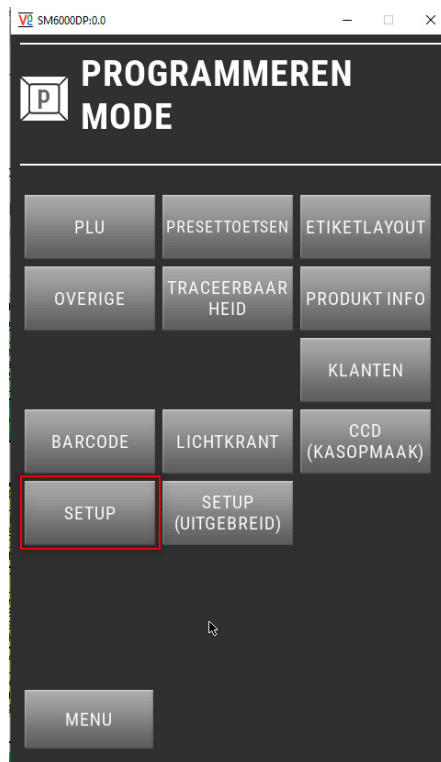 V2 SM6000DP:0.0
P
PROGRAMMEREN
MODE
PLU
PRESETTOETSEN
ETIKETLAYOUT
OVERIGE
TRACEERBAAR
HEID
PRODUKT INFO
KLANTEN
BARCODE
LICHTKRANT
CCD
(KASOPMAAK)
SETUP
SETUP
(UITGEBREID)
MENU